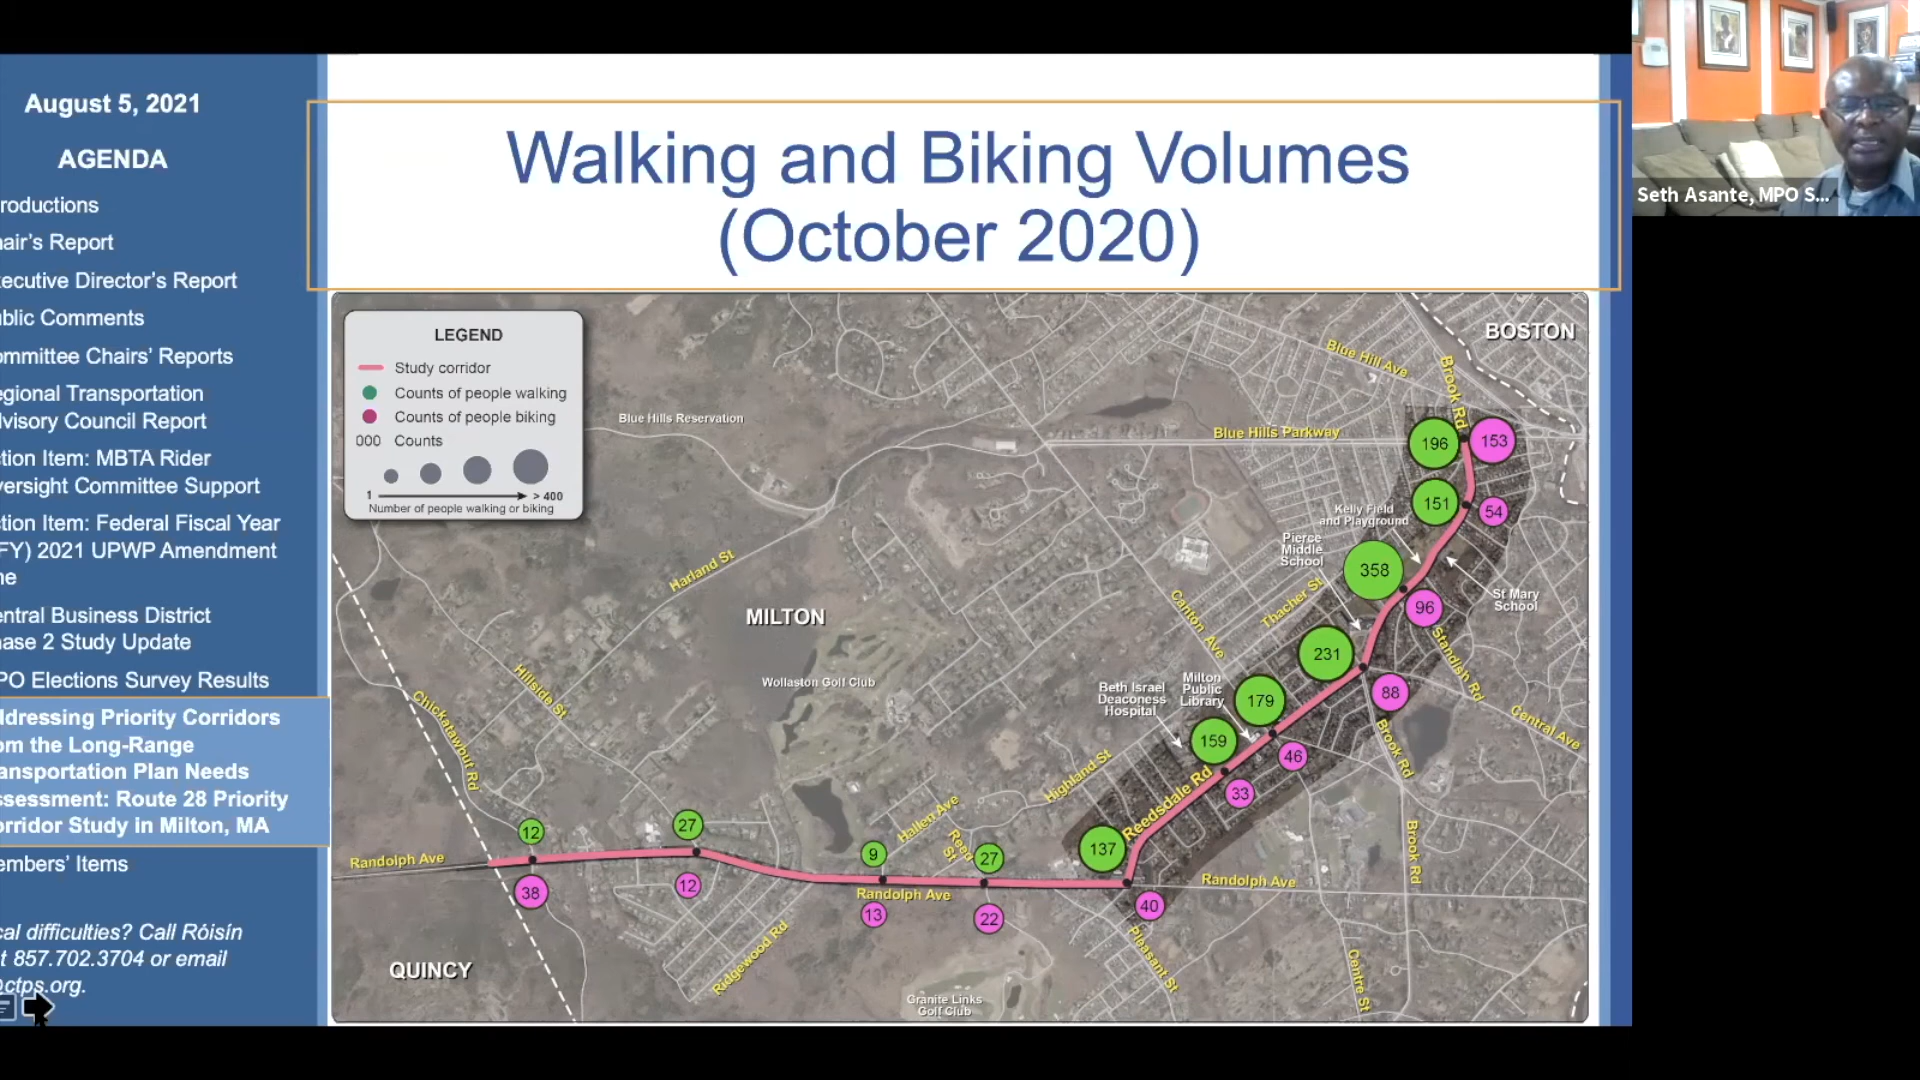 August 5, 2021
AGENDA
roductions
air's Report
ecutive Director's Report
blic Comments
ommittee Chairs' Reports
egional Transportation
lvisory Council Report
tion Item: MBTA Rider
versight Committee Support
tion Item: Federal Fiscal Year
FY) 2021 UPWP Amendment
ne
entral Business District
ase 2 Study Update
PO Elections Survey Results
ddressing Priority Corridors
om the Long-Range
ansportation Plan Needs
ssessment: Route 28 Priority
orridor Study in Milton, MA
embers' Items
cal difficulties? Call Róisín
t 857.702.3704 or email
@ctps.org.
Walking and Biking Volumes
(October 2020)
LEGEND
Study corridor
Counts of people walking
Counts of people biking
000 Counts
1 > 400
Number of people walking or biking
BOSTON
Blue Hill Ave
Brook Rd
Blue Hills Reservation
Blue Hills Parkway
196
153
151
54
Kelly Field
and Playground
Pierce
Middle
School
358
96
St Mary
School
Harland St
Thacher St
Canton Ave
MILTON
231
88
Standish Rd
Central Ave
Brook Rd
Hillside St
Chickatawbut Rd
Wollaston Golf Club
Beth Israel
Deaconess
Hospital
Milton
Public
Library
179
159
46
33
Highland St
Reedsdale Rd
Hallen Ave
Reed
St
137
12
27
9
27
Randolph Ave
Randolph Ave
Randolph Ave
38
12
13
22
40
Brook Rd
Ridgewood Rd
Pleasant St
Centre St
QUINCY
Granite Links
Golf Club
Seth Asante, MPO S...